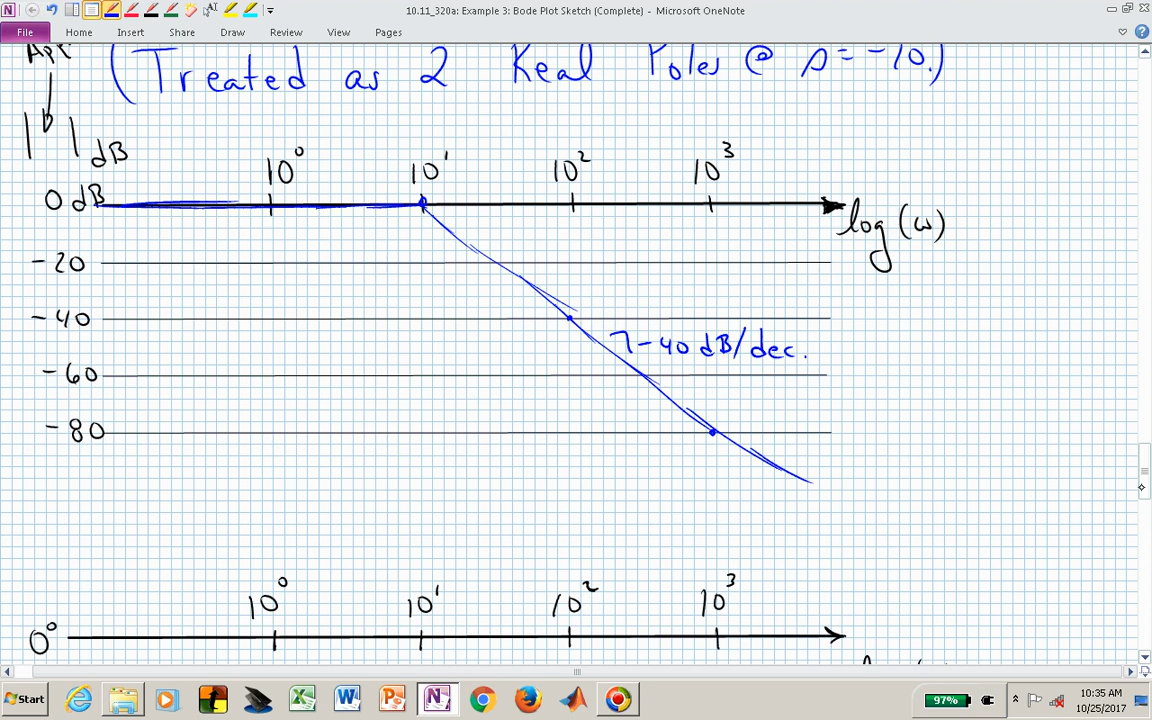 10.11_320a: Example 3: Bode Plot Sketch (Complete) - Microsoft OneNote
File Home Insert Share Draw Review View Pages
(Treated as 2 Real Poles @ s = -10.)
| | dB
10⁰ 10¹ 10² 10³
0 dB
log(ω)
-20
-40
-40 dB/dec.
-60
-80
10⁰ 10¹ 10² 10³
0°
Start
97%
10:35 AM
10/25/2017